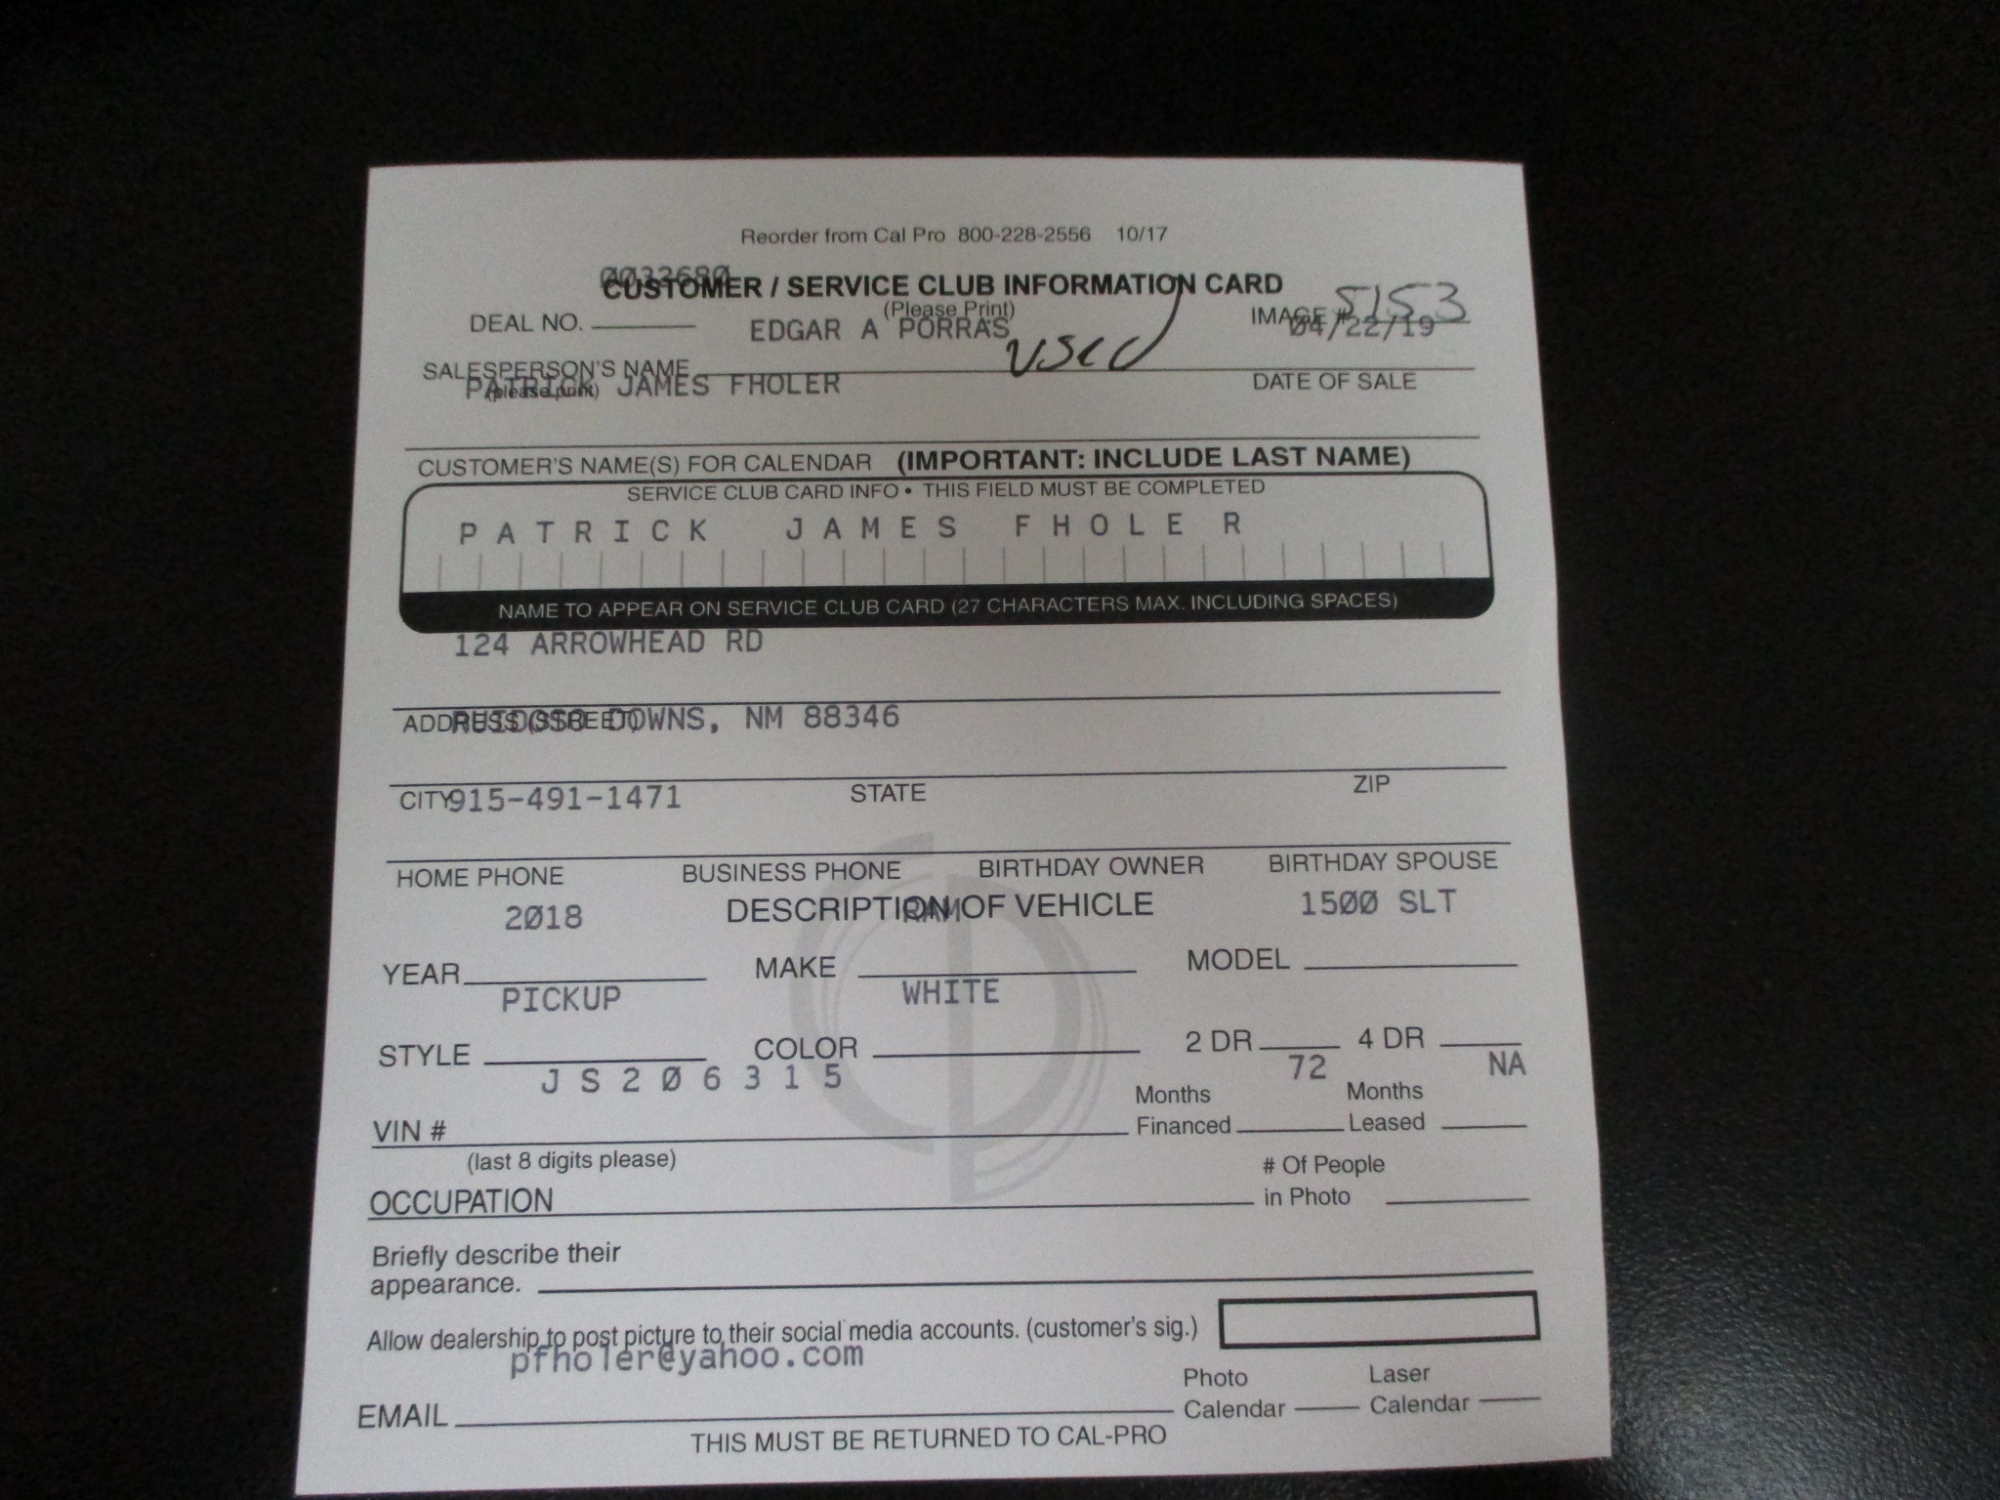 Reorder from Cal Pro 800-228-2556 10/17
0033680
CUSTOMER / SERVICE CLUB INFORMATION CARD
(Please Print)
DEAL NO. EDGAR A PORRAS IMAGE # 5153
04/22/19
USED
SALESPERSON'S NAME DATE OF SALE
(please print)
PATRICK JAMES FHOLER
CUSTOMER'S NAME(S) FOR CALENDAR (IMPORTANT: INCLUDE LAST NAME)
SERVICE CLUB CARD INFO • THIS FIELD MUST BE COMPLETED
PATRICK JAMES FHOLER
NAME TO APPEAR ON SERVICE CLUB CARD (27 CHARACTERS MAX. INCLUDING SPACES)
124 ARROWHEAD RD
ADDRESS (STREET)
RUIDOSO DOWNS, NM 88346
CITY STATE ZIP
915-491-1471
HOME PHONE BUSINESS PHONE BIRTHDAY OWNER BIRTHDAY SPOUSE
DESCRIPTION OF VEHICLE
2018 RAM 1500 SLT
YEAR MAKE MODEL
PICKUP WHITE
STYLE COLOR 2 DR 4 DR
JS206315 72 NA
VIN # Months Financed Months Leased
(last 8 digits please)
OCCUPATION # Of People in Photo
Briefly describe their
appearance.
Allow dealership to post picture to their social media accounts. (customer's sig.)
pfholer@yahoo.com
EMAIL Photo Calendar Laser Calendar
THIS MUST BE RETURNED TO CAL-PRO